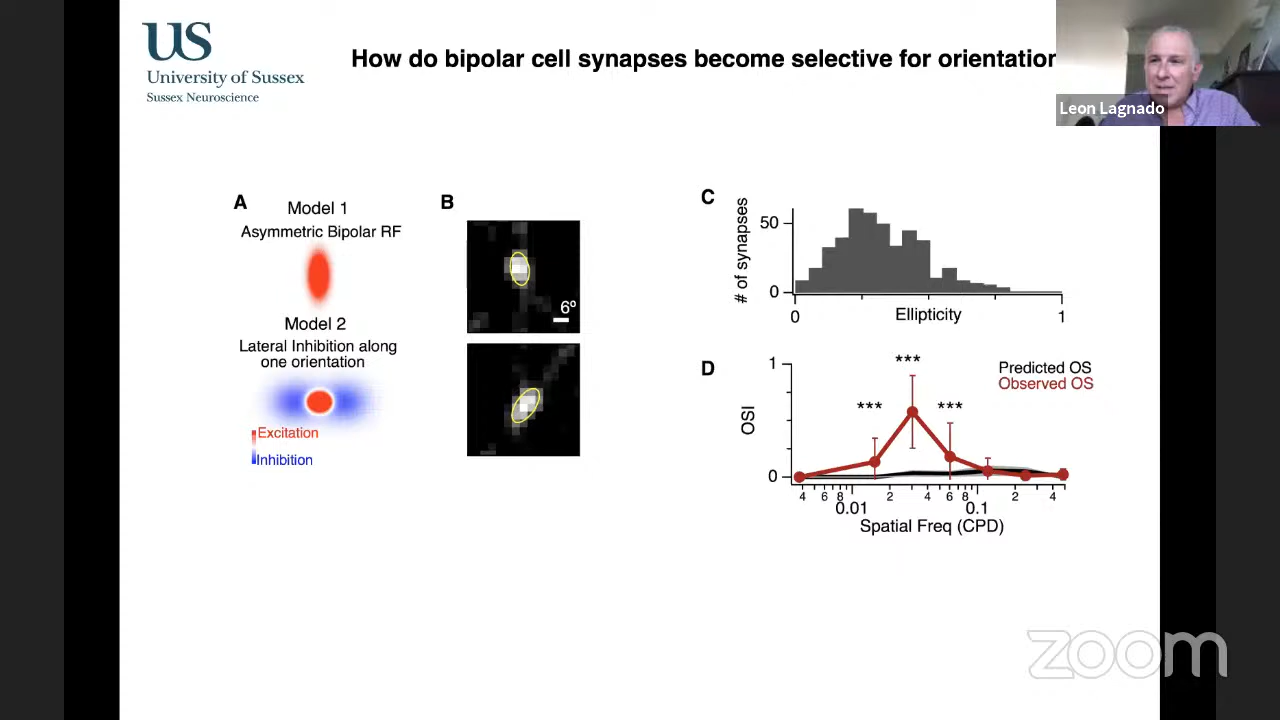 US
University of Sussex
Sussex Neuroscience
How do bipolar cell synapses become selective for orientation
Leon Lagnado
A
Model 1
Asymmetric Bipolar RF
Model 2
Lateral Inhibition along
one orientation
Excitation
Inhibition
B
6º
C
# of synapses
50
0
0
1
Ellipticity
D
OSI
1
0
***
***
***
Predicted OS
Observed OS
4 6 8 2 4 6 8 2 4
0.01 0.1
Spatial Freq (CPD)
zoom